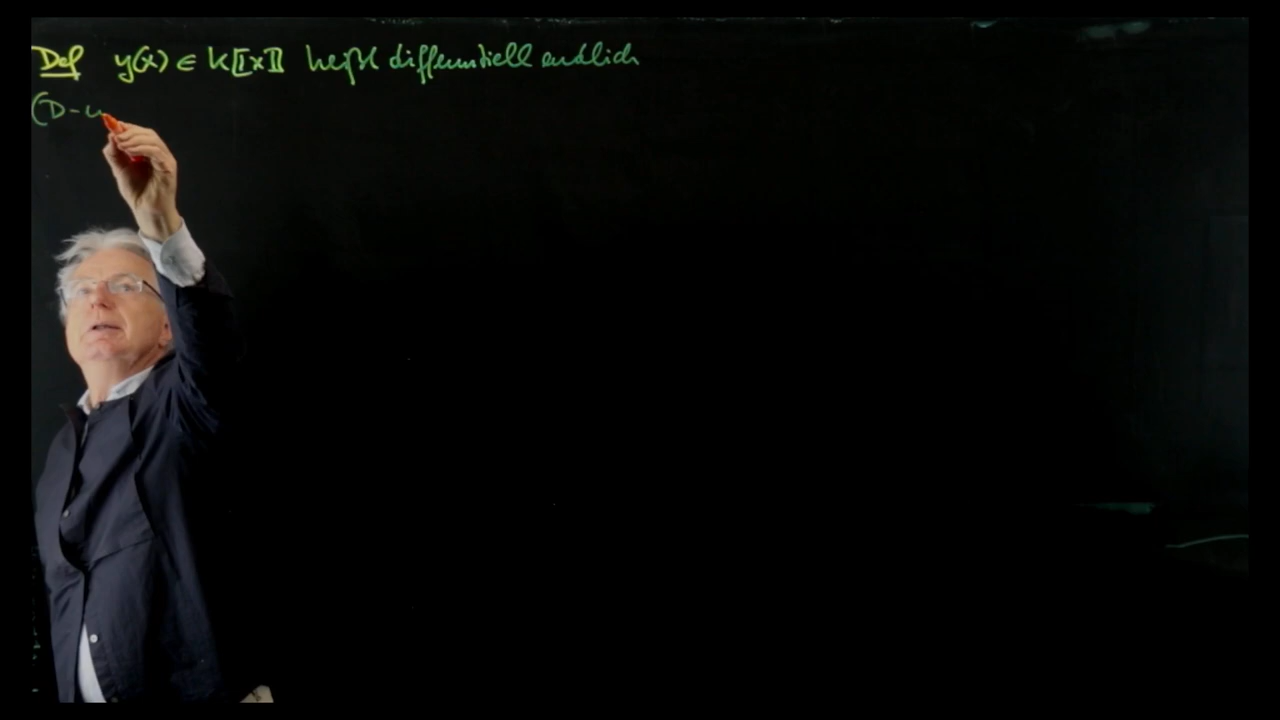 Def y(x) ∈ K[[x]] heißt differentiell endlich
(D-